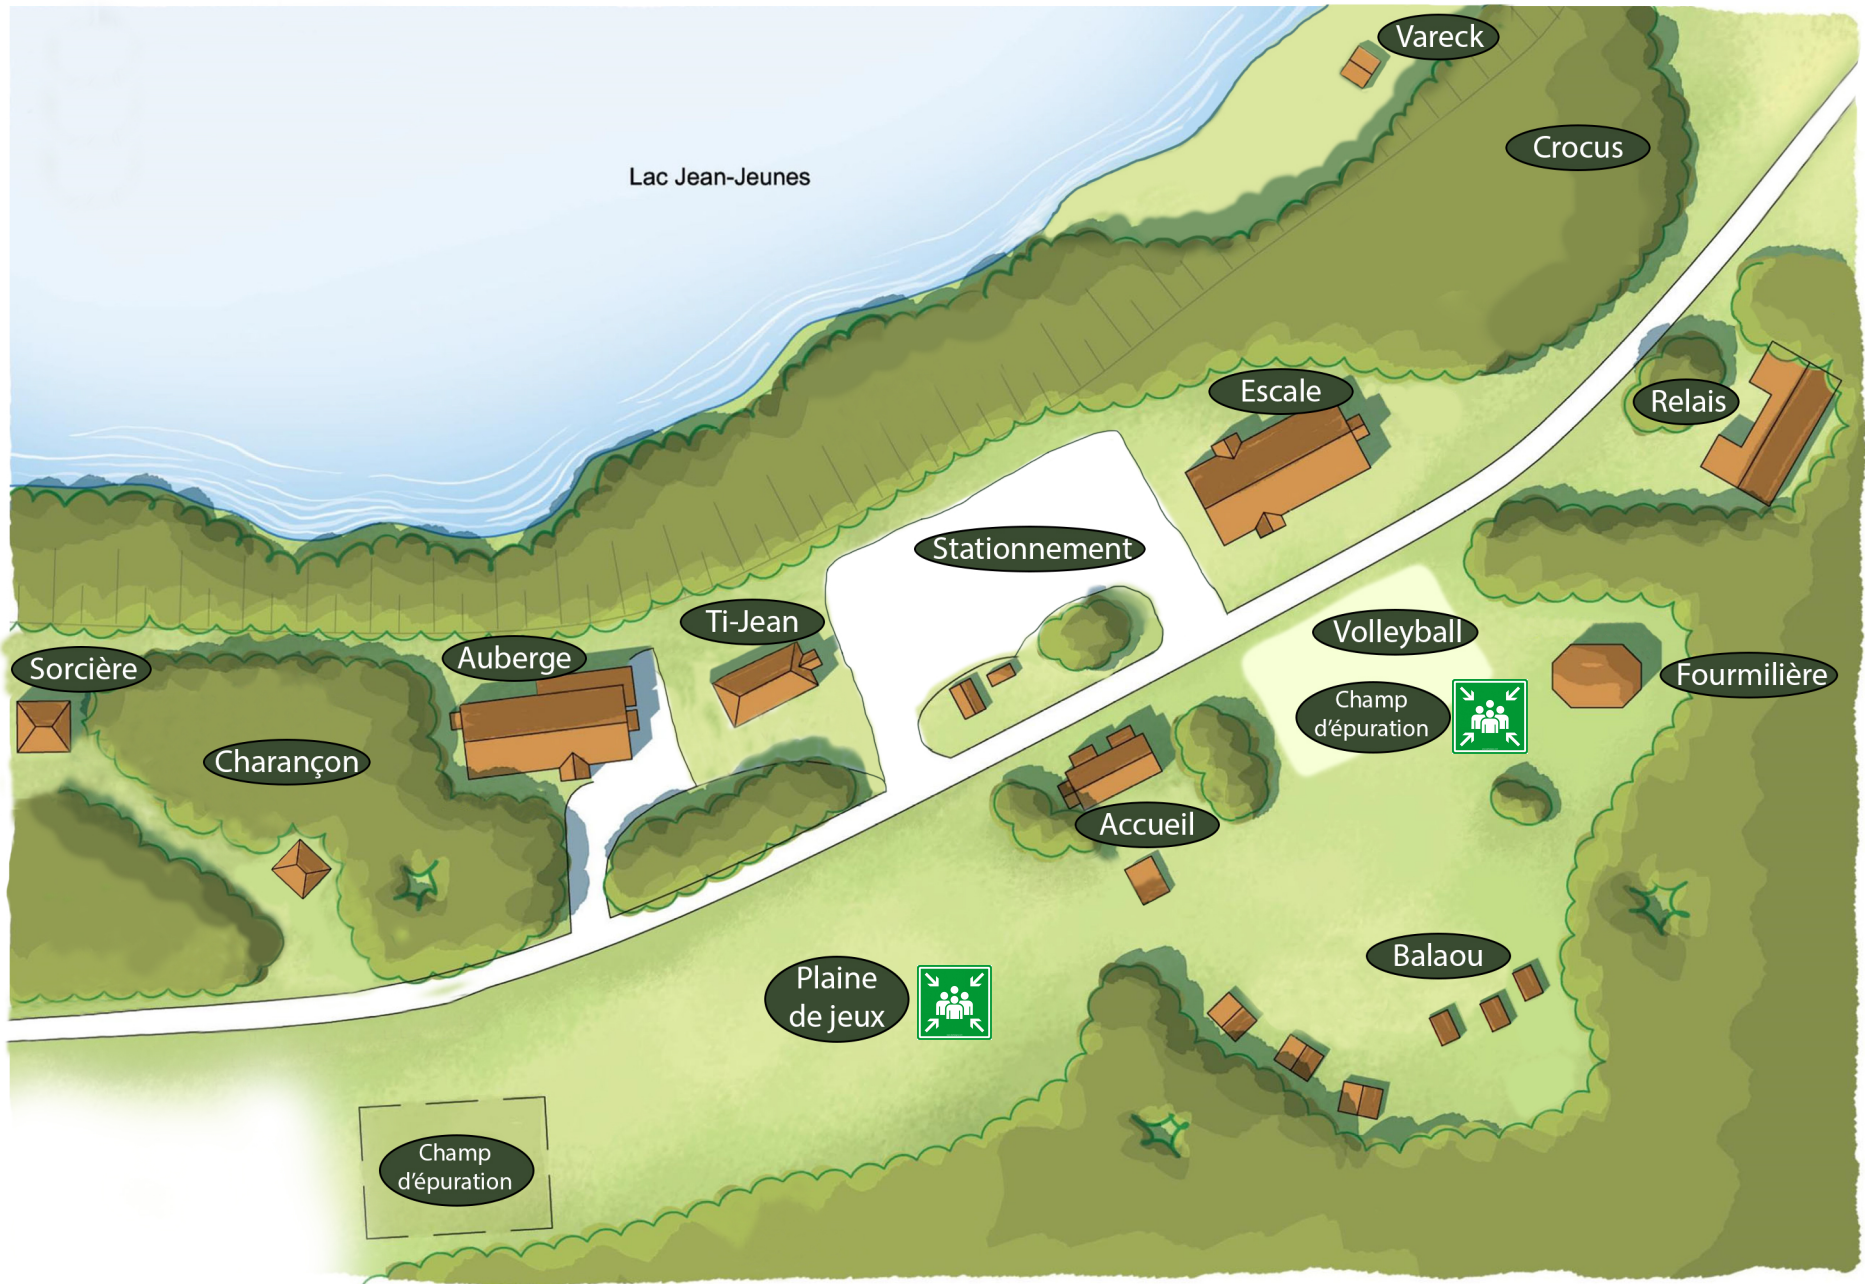 Vareck
Crocus
Lac Jean-Jeunes
Escale
Relais
Stationnement
Ti-Jean
Volleyball
Auberge
Sorcière
Fourmilière
Champ
d'épuration
Charançon
Accueil
Balaou
Plaine
de jeux
Champ
d'épuration